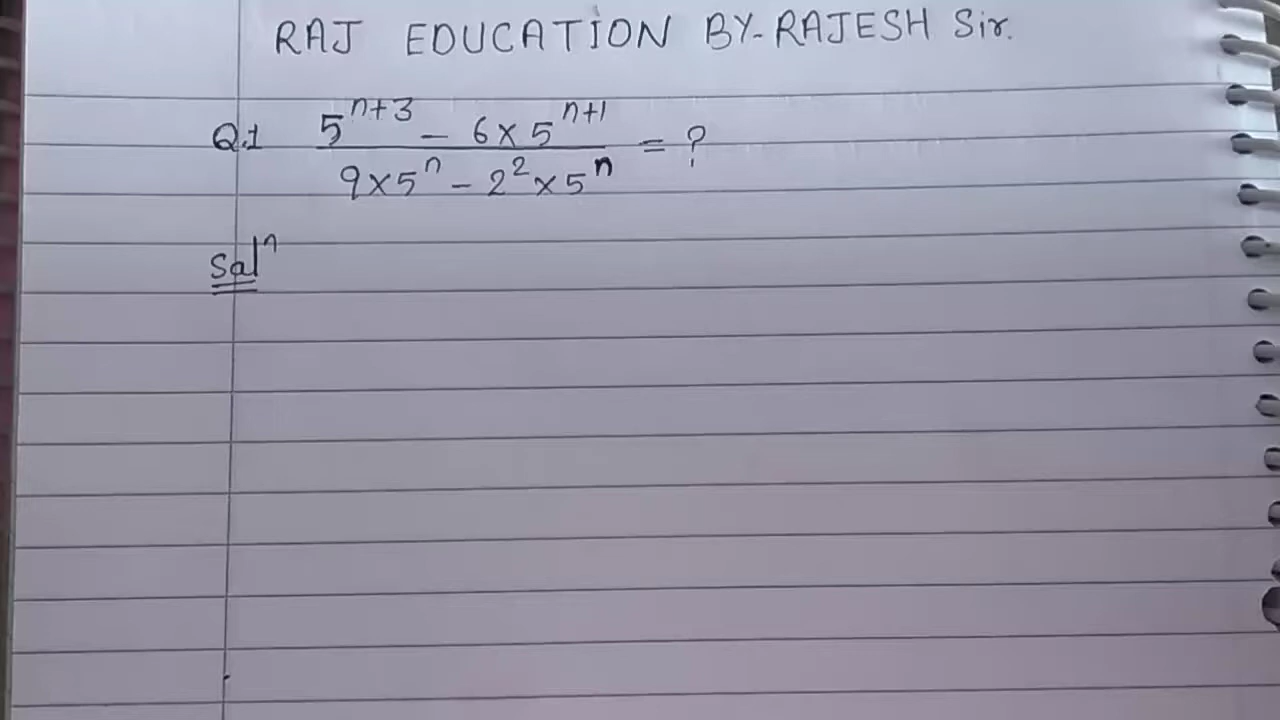 RAJ EDUCATION BY-RAJESH Sir.
Q.1 5^{n+3} - 6×5^{n+1} / 9×5^n - 2^2×5^n = ?
Sol^n